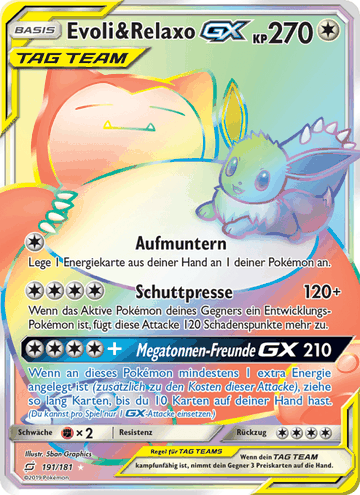 BASIS Evoli&Relaxo GX KP270
TAG TEAM
Aufmuntern
Lege 1 Energiekarte aus deiner Hand an 1 deiner Pokémon an.
Schuttpresse 120+
Wenn das Aktive Pokémon deines Gegners ein Entwicklungs-
Pokémon ist, fügt diese Attacke 120 Schadenspunkte mehr zu.
+ Megatonnen-Freunde GX 210
Wenn an dieses Pokémon mindestens 1 extra Energie
angelegt ist (zusätzlich zu den Kosten dieser Attacke), ziehe
so lang Karten, bis du 10 Karten auf deiner Hand hast.
(Du kannst pro Spiel nur 1 GX-Attacke einsetzen.)
Schwäche ×2 Resistenz Rückzug
Illustr. 5ban Graphics
191/181
©2019 Pokémon
Regel für TAG TEAMS
Wenn dein TAG TEAM
kampfunfähig ist, nimmt dein Gegner 3 Preiskarten auf die Hand.